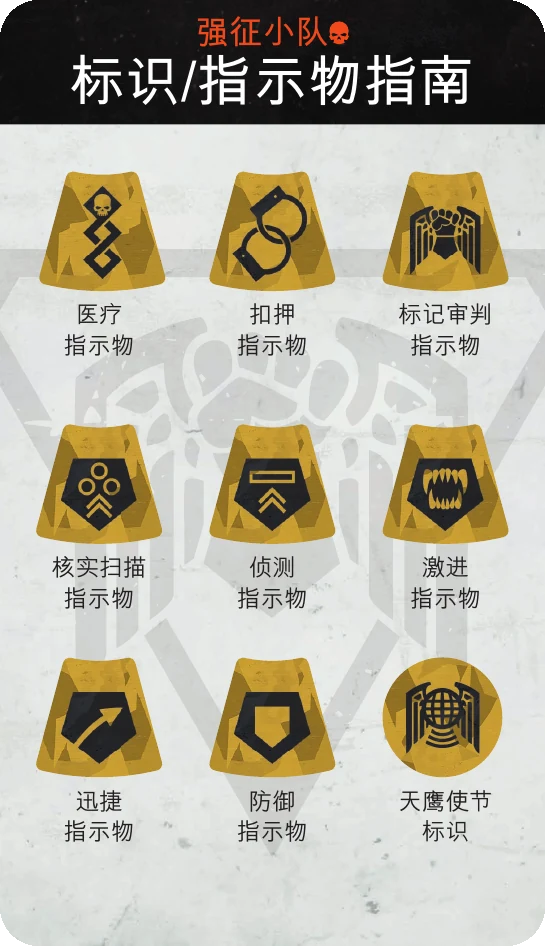 强征小队
标识/指示物指南
医疗
指示物
扣押
指示物
标记审判
指示物
核实扫描
指示物
侦测
指示物
激进
指示物
迅捷
指示物
防御
指示物
天鹰使节
标识